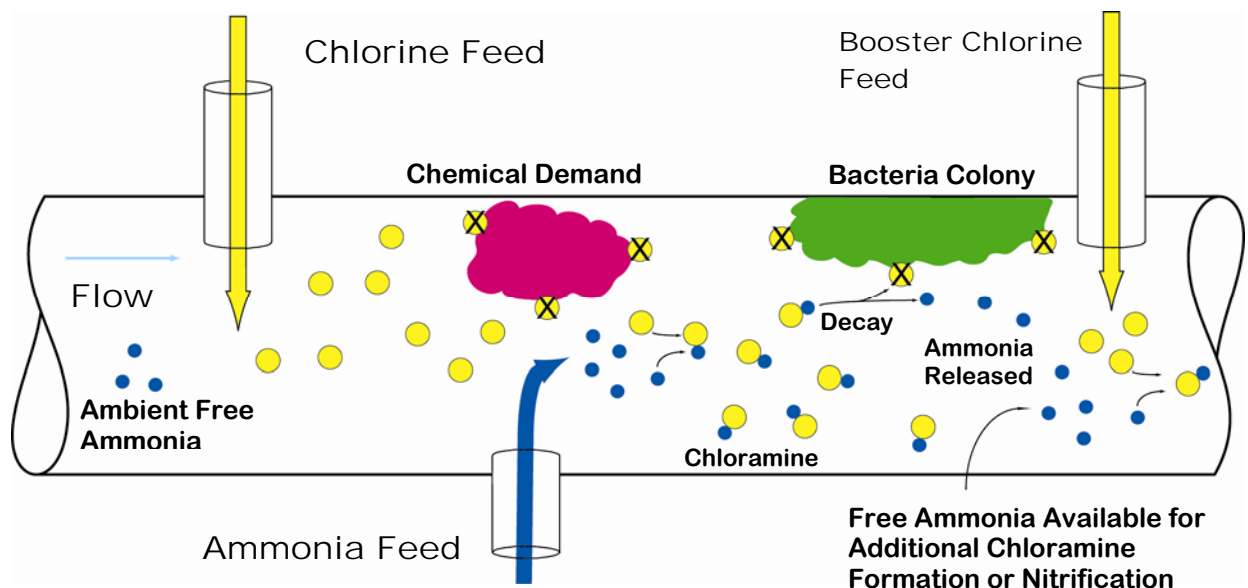 Chlorine Feed
Booster Chlorine
Feed
Chemical Demand
Bacteria Colony
X
X
X
X
X
X
Flow
Decay
Ambient Free
Ammonia
Ammonia
Released
Chloramine
Ammonia Feed
Free Ammonia Available for
Additional Chloramine
Formation or Nitrification